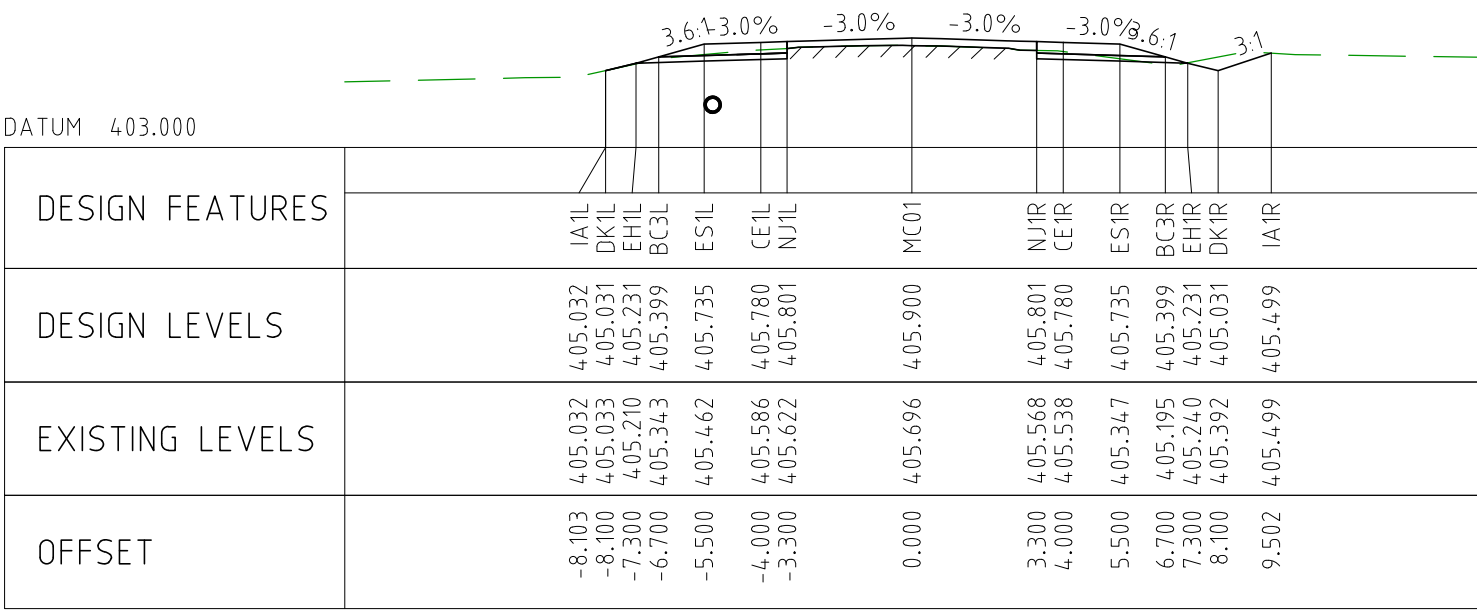 3.6:1 -3.0% -3.0% -3.0% -3.0% 3.6:1 3:1
DATUM 403.000
DESIGN FEATURES IA1L DK1L EH1L BC3L ES1L CE1L NJ1L MC01 NJ1R CE1R ES1R BC3R EH1R DK1R IA1R
DESIGN LEVELS 405.032 405.031 405.231 405.399 405.735 405.780 405.801 405.900 405.801 405.780 405.735 405.399 405.231 405.031 405.499
EXISTING LEVELS 405.032 405.033 405.210 405.343 405.462 405.586 405.622 405.696 405.568 405.538 405.347 405.195 405.240 405.392 405.499
OFFSET -8.103 -8.100 -7.300 -6.700 -5.500 -4.000 -3.300 0.000 3.300 4.000 5.500 6.700 7.300 8.100 9.502